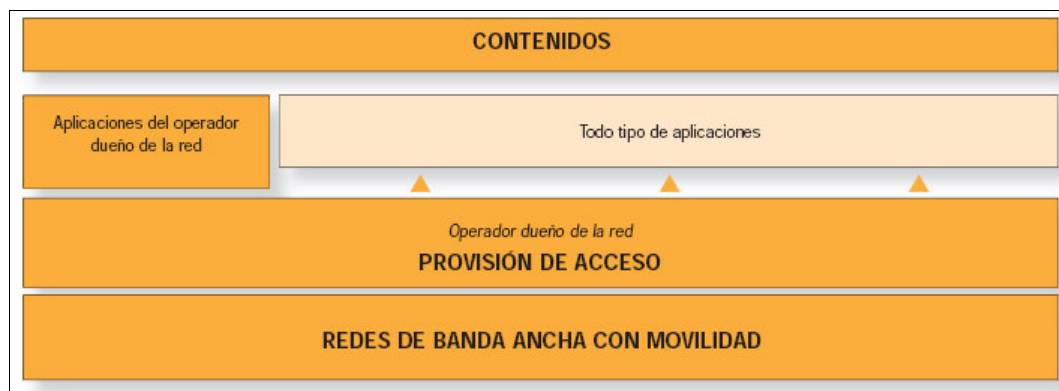 CONTENIDOS
Aplicaciones del operador
dueño de la red
Todo tipo de aplicaciones
Operador dueño de la red
PROVISIÓN DE ACCESO
REDES DE BANDA ANCHA CON MOVILIDAD